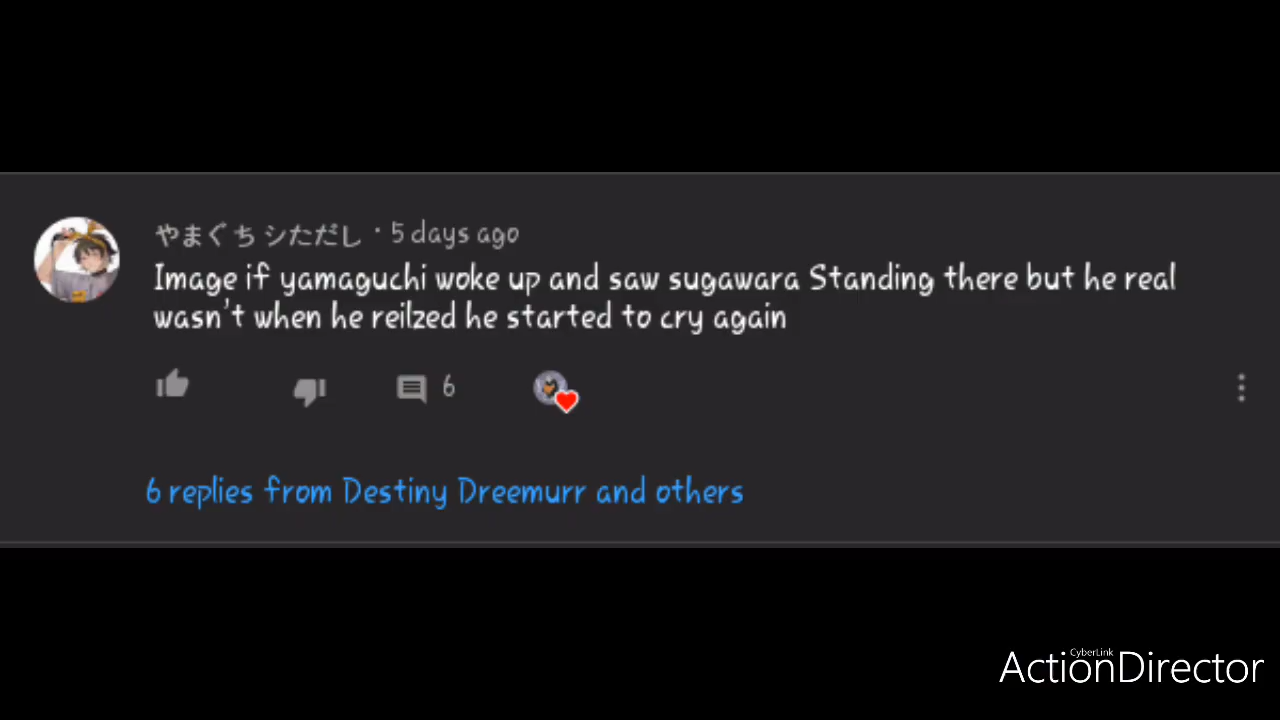 やまぐち シただし · 5 days ago
Image if yamaguchi woke up and saw sugawara Standing there but he real
wasn't when he reilzed he started to cry again
6
6 replies from Destiny Dreemurr and others
CyberLink
ActionDirector